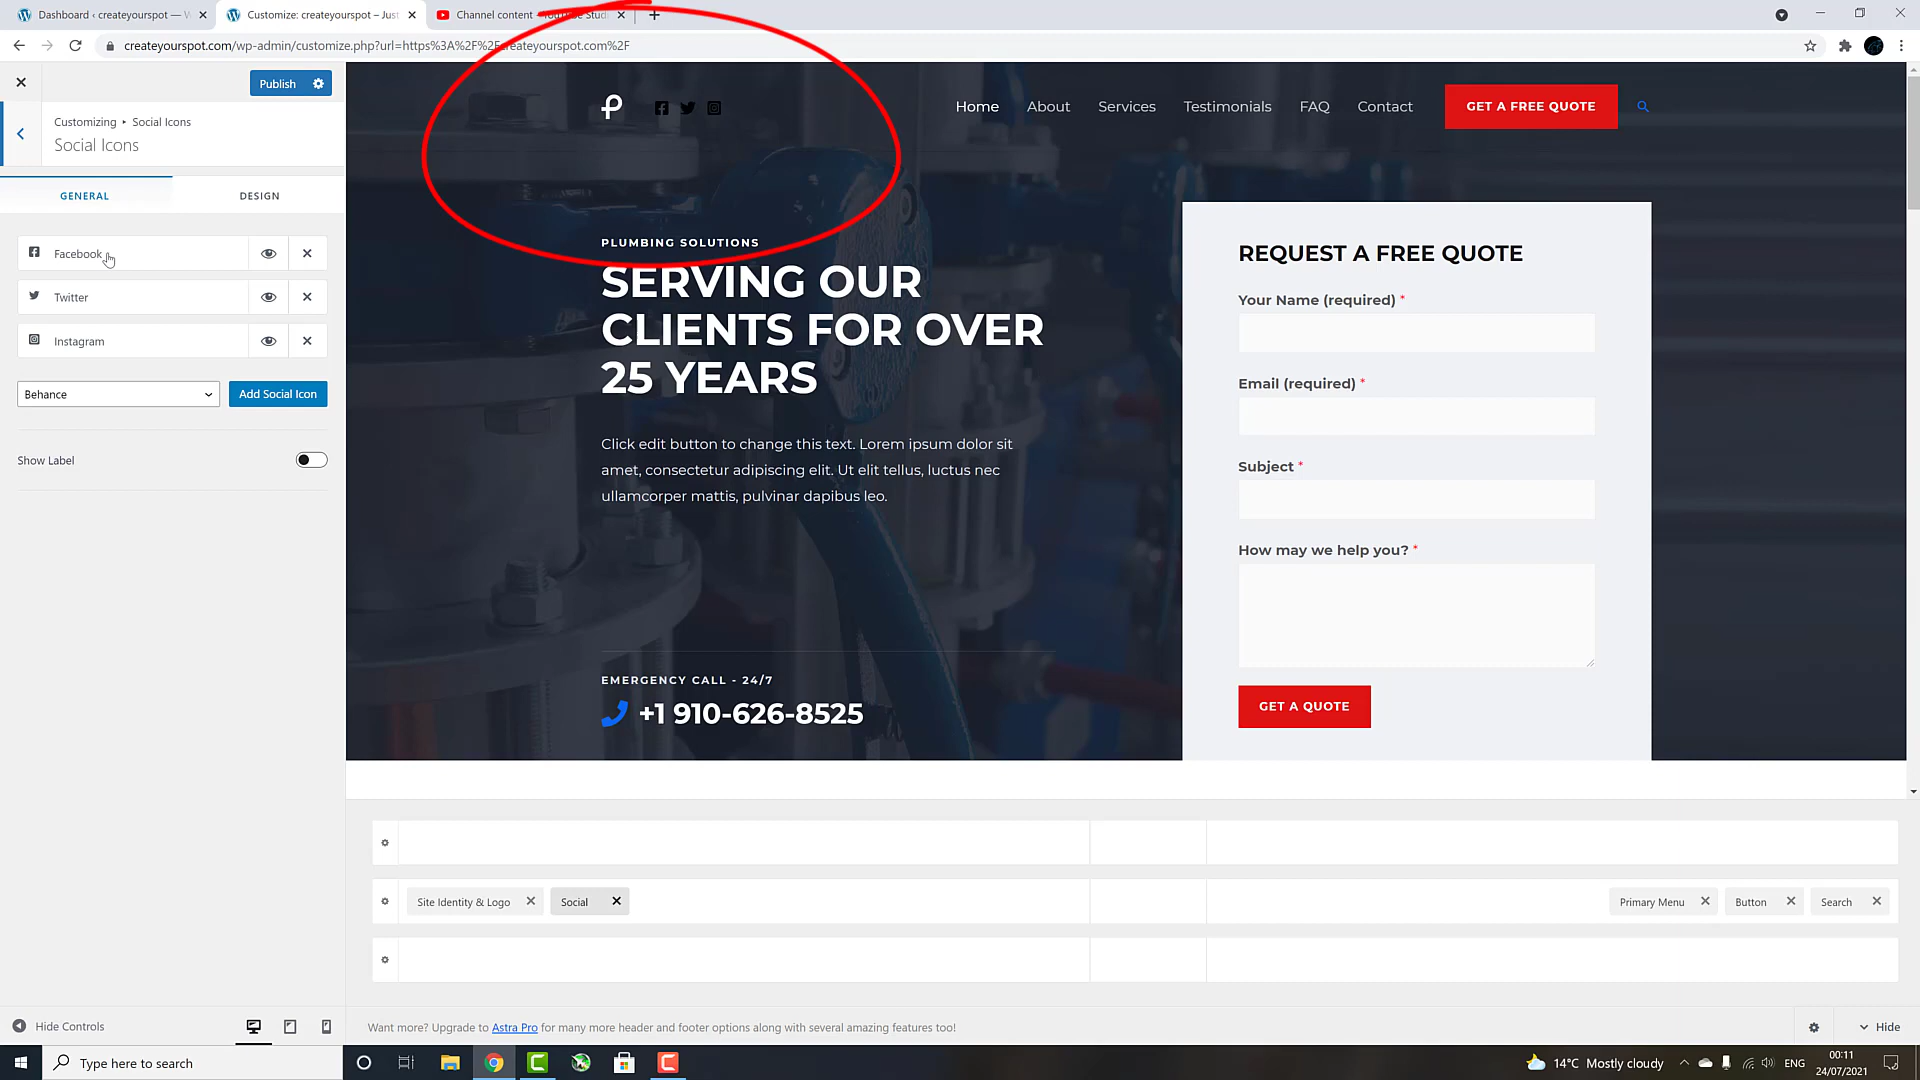 Dashboard ‹ createyourspot — W
Customize: createyourspot – Just
Channel content - YouTube Studi
createyourspot.com/wp-admin/customize.php?url=https%3A%2F%2Fcreateyourspot.com%2F
Publish
Customizing ▸ Social Icons
Social Icons
GENERAL
DESIGN
Facebook
Twitter
Instagram
Behance
Add Social Icon
Show Label
Home
About
Services
Testimonials
FAQ
Contact
GET A FREE QUOTE
PLUMBING SOLUTIONS
SERVING OUR
CLIENTS FOR OVER
25 YEARS
Click edit button to change this text. Lorem ipsum dolor sit
amet, consectetur adipiscing elit. Ut elit tellus, luctus nec
ullamcorper mattis, pulvinar dapibus leo.
EMERGENCY CALL - 24/7
+1 910-626-8525
REQUEST A FREE QUOTE
Your Name (required) *
Email (required) *
Subject *
How may we help you? *
GET A QUOTE
Site Identity & Logo
Social
Primary Menu
Button
Search
Hide Controls
Want more? Upgrade to Astra Pro for many more header and footer options along with several amazing features too!
Hide
Type here to search
14°C Mostly cloudy
ENG
00:11
24/07/2021